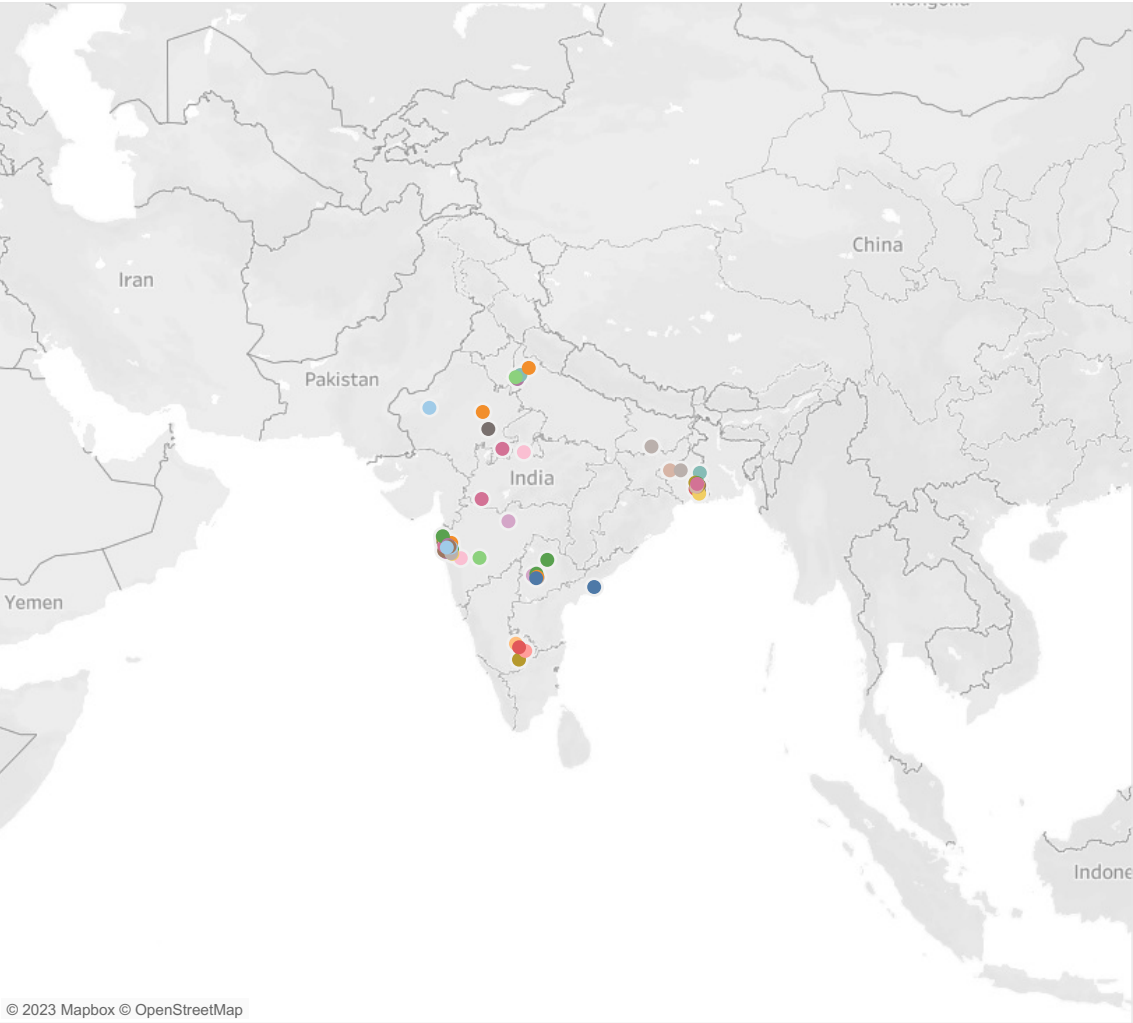 Mongolia
China
Iran
Pakistan
India
Yemen
Indone
© 2023 Mapbox © OpenStreetMap